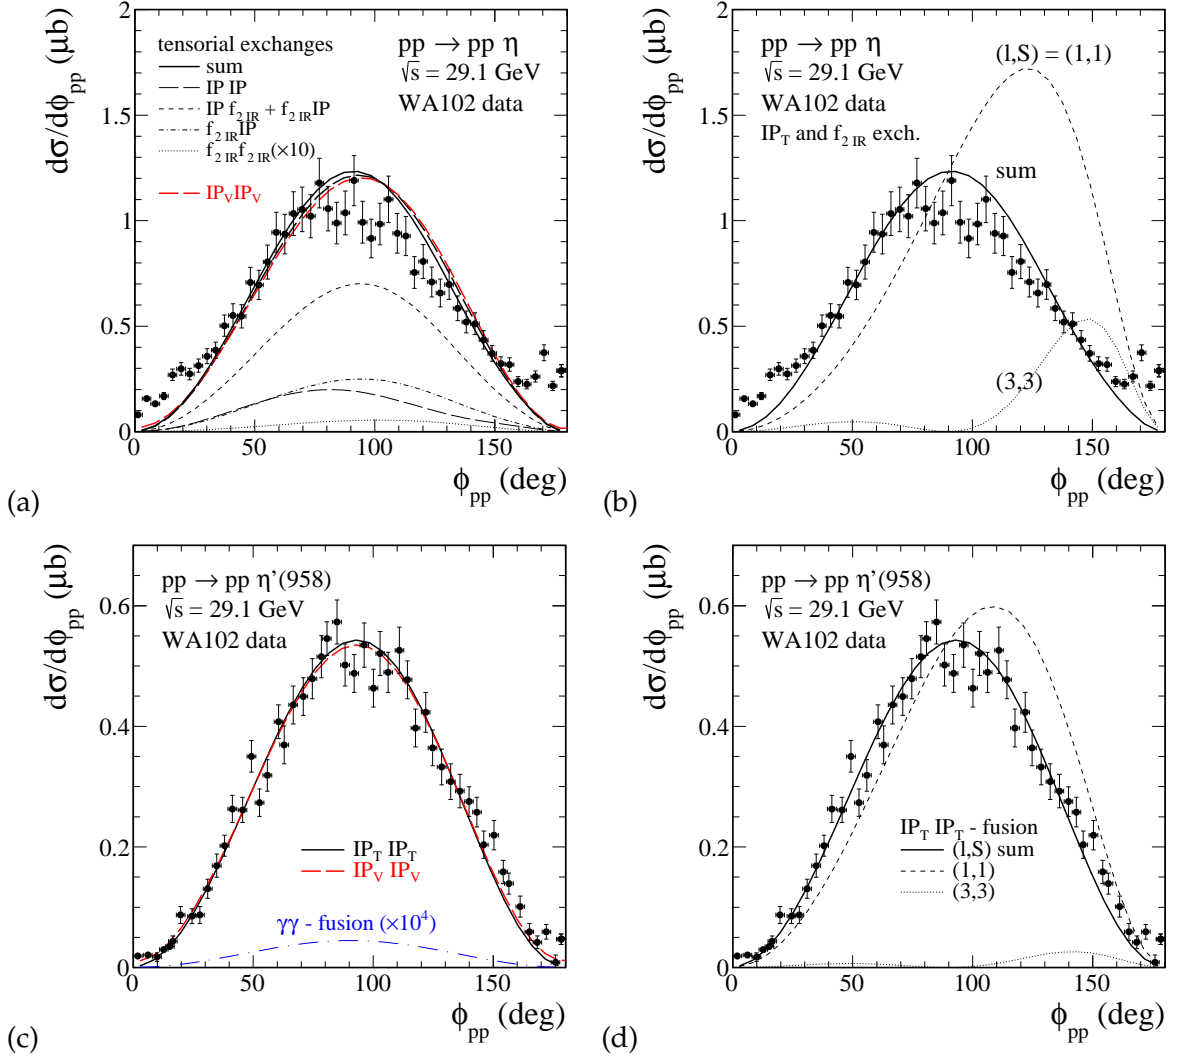 dσ/dϕpp (μb)
2
1.5
1
0.5
0
0 50 100 150
ϕpp (deg)
tensorial exchanges
sum
IP IP
IP f2 IR + f2 IR IP
f2 IR IP
f2 IR f2 IR (×10)
IPV IPV
pp → pp η
√s = 29.1 GeV
WA102 data
(a)
dσ/dϕpp (μb)
2
1.5
1
0.5
0
0 50 100 150
ϕpp (deg)
pp → pp η
√s = 29.1 GeV
WA102 data
IPT and f2 IR exch.
(l,S) = (1,1)
sum
(3,3)
(b)
dσ/dϕpp (μb)
0.6
0.4
0.2
0
0 50 100 150
ϕpp (deg)
pp → pp η'(958)
√s = 29.1 GeV
WA102 data
IPT IPT
IPV IPV
γγ - fusion (×10⁴)
(c)
dσ/dϕpp (μb)
0.6
0.4
0.2
0
0 50 100 150
ϕpp (deg)
pp → pp η'(958)
√s = 29.1 GeV
WA102 data
IPT IPT - fusion
(l,S) sum
(1,1)
(3,3)
(d)